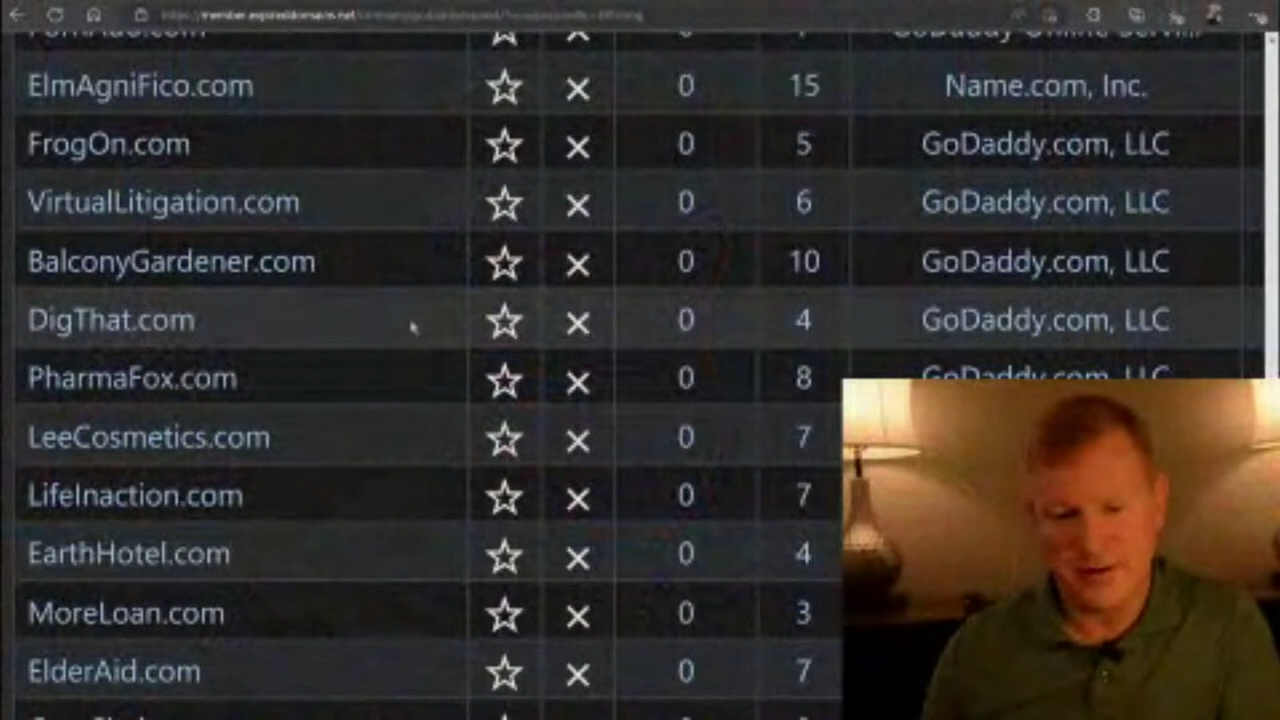 ElmAgniFico.com 0 15 Name.com, Inc.
FrogOn.com 0 5 GoDaddy.com, LLC
VirtualLitigation.com 0 6 GoDaddy.com, LLC
BalconyGardener.com 0 10 GoDaddy.com, LLC
DigThat.com 0 4 GoDaddy.com, LLC
PharmaFox.com 0 8 GoDaddy.com, LLC
LeeCosmetics.com 0 7
LifeInaction.com 0 7
EarthHotel.com 0 4
MoreLoan.com 0 3
ElderAid.com 0 7